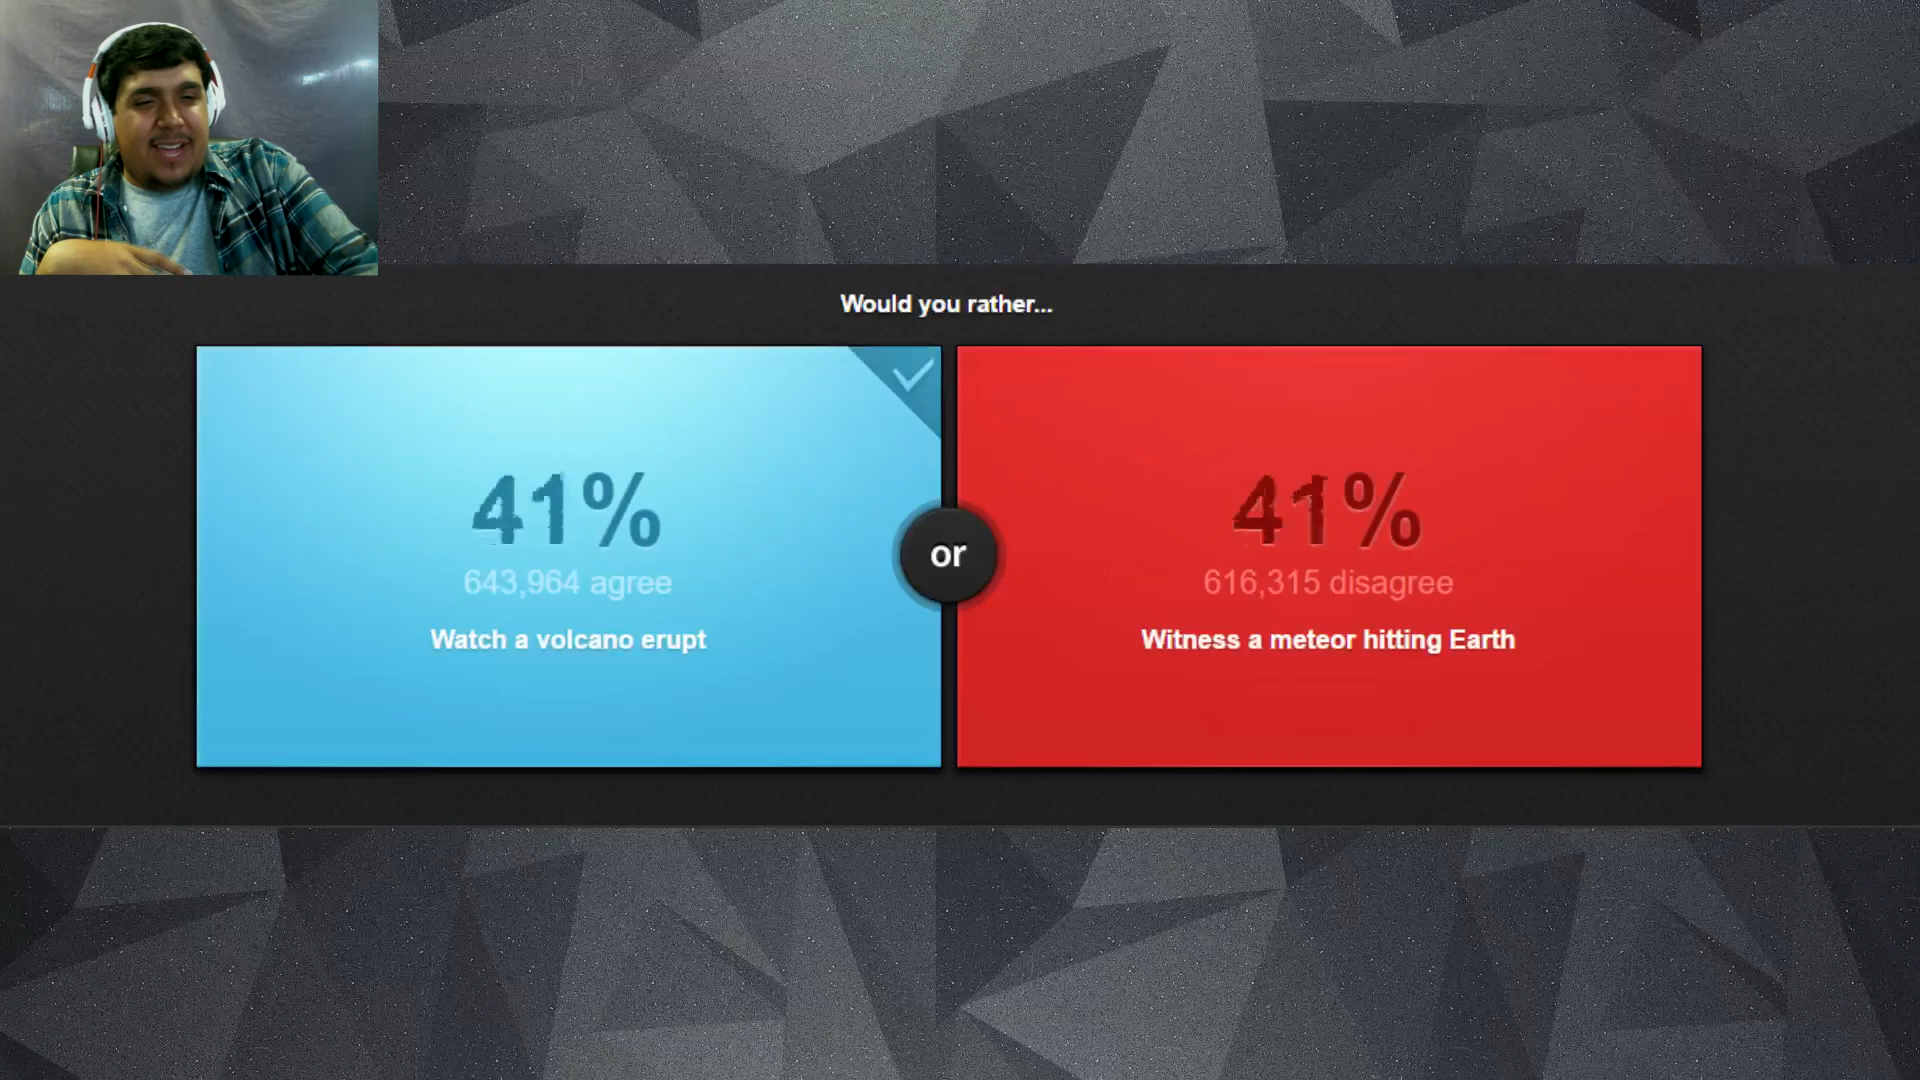 Would you rather...
41%
643,964 agree
Watch a volcano erupt
or
41%
616,315 disagree
Witness a meteor hitting Earth